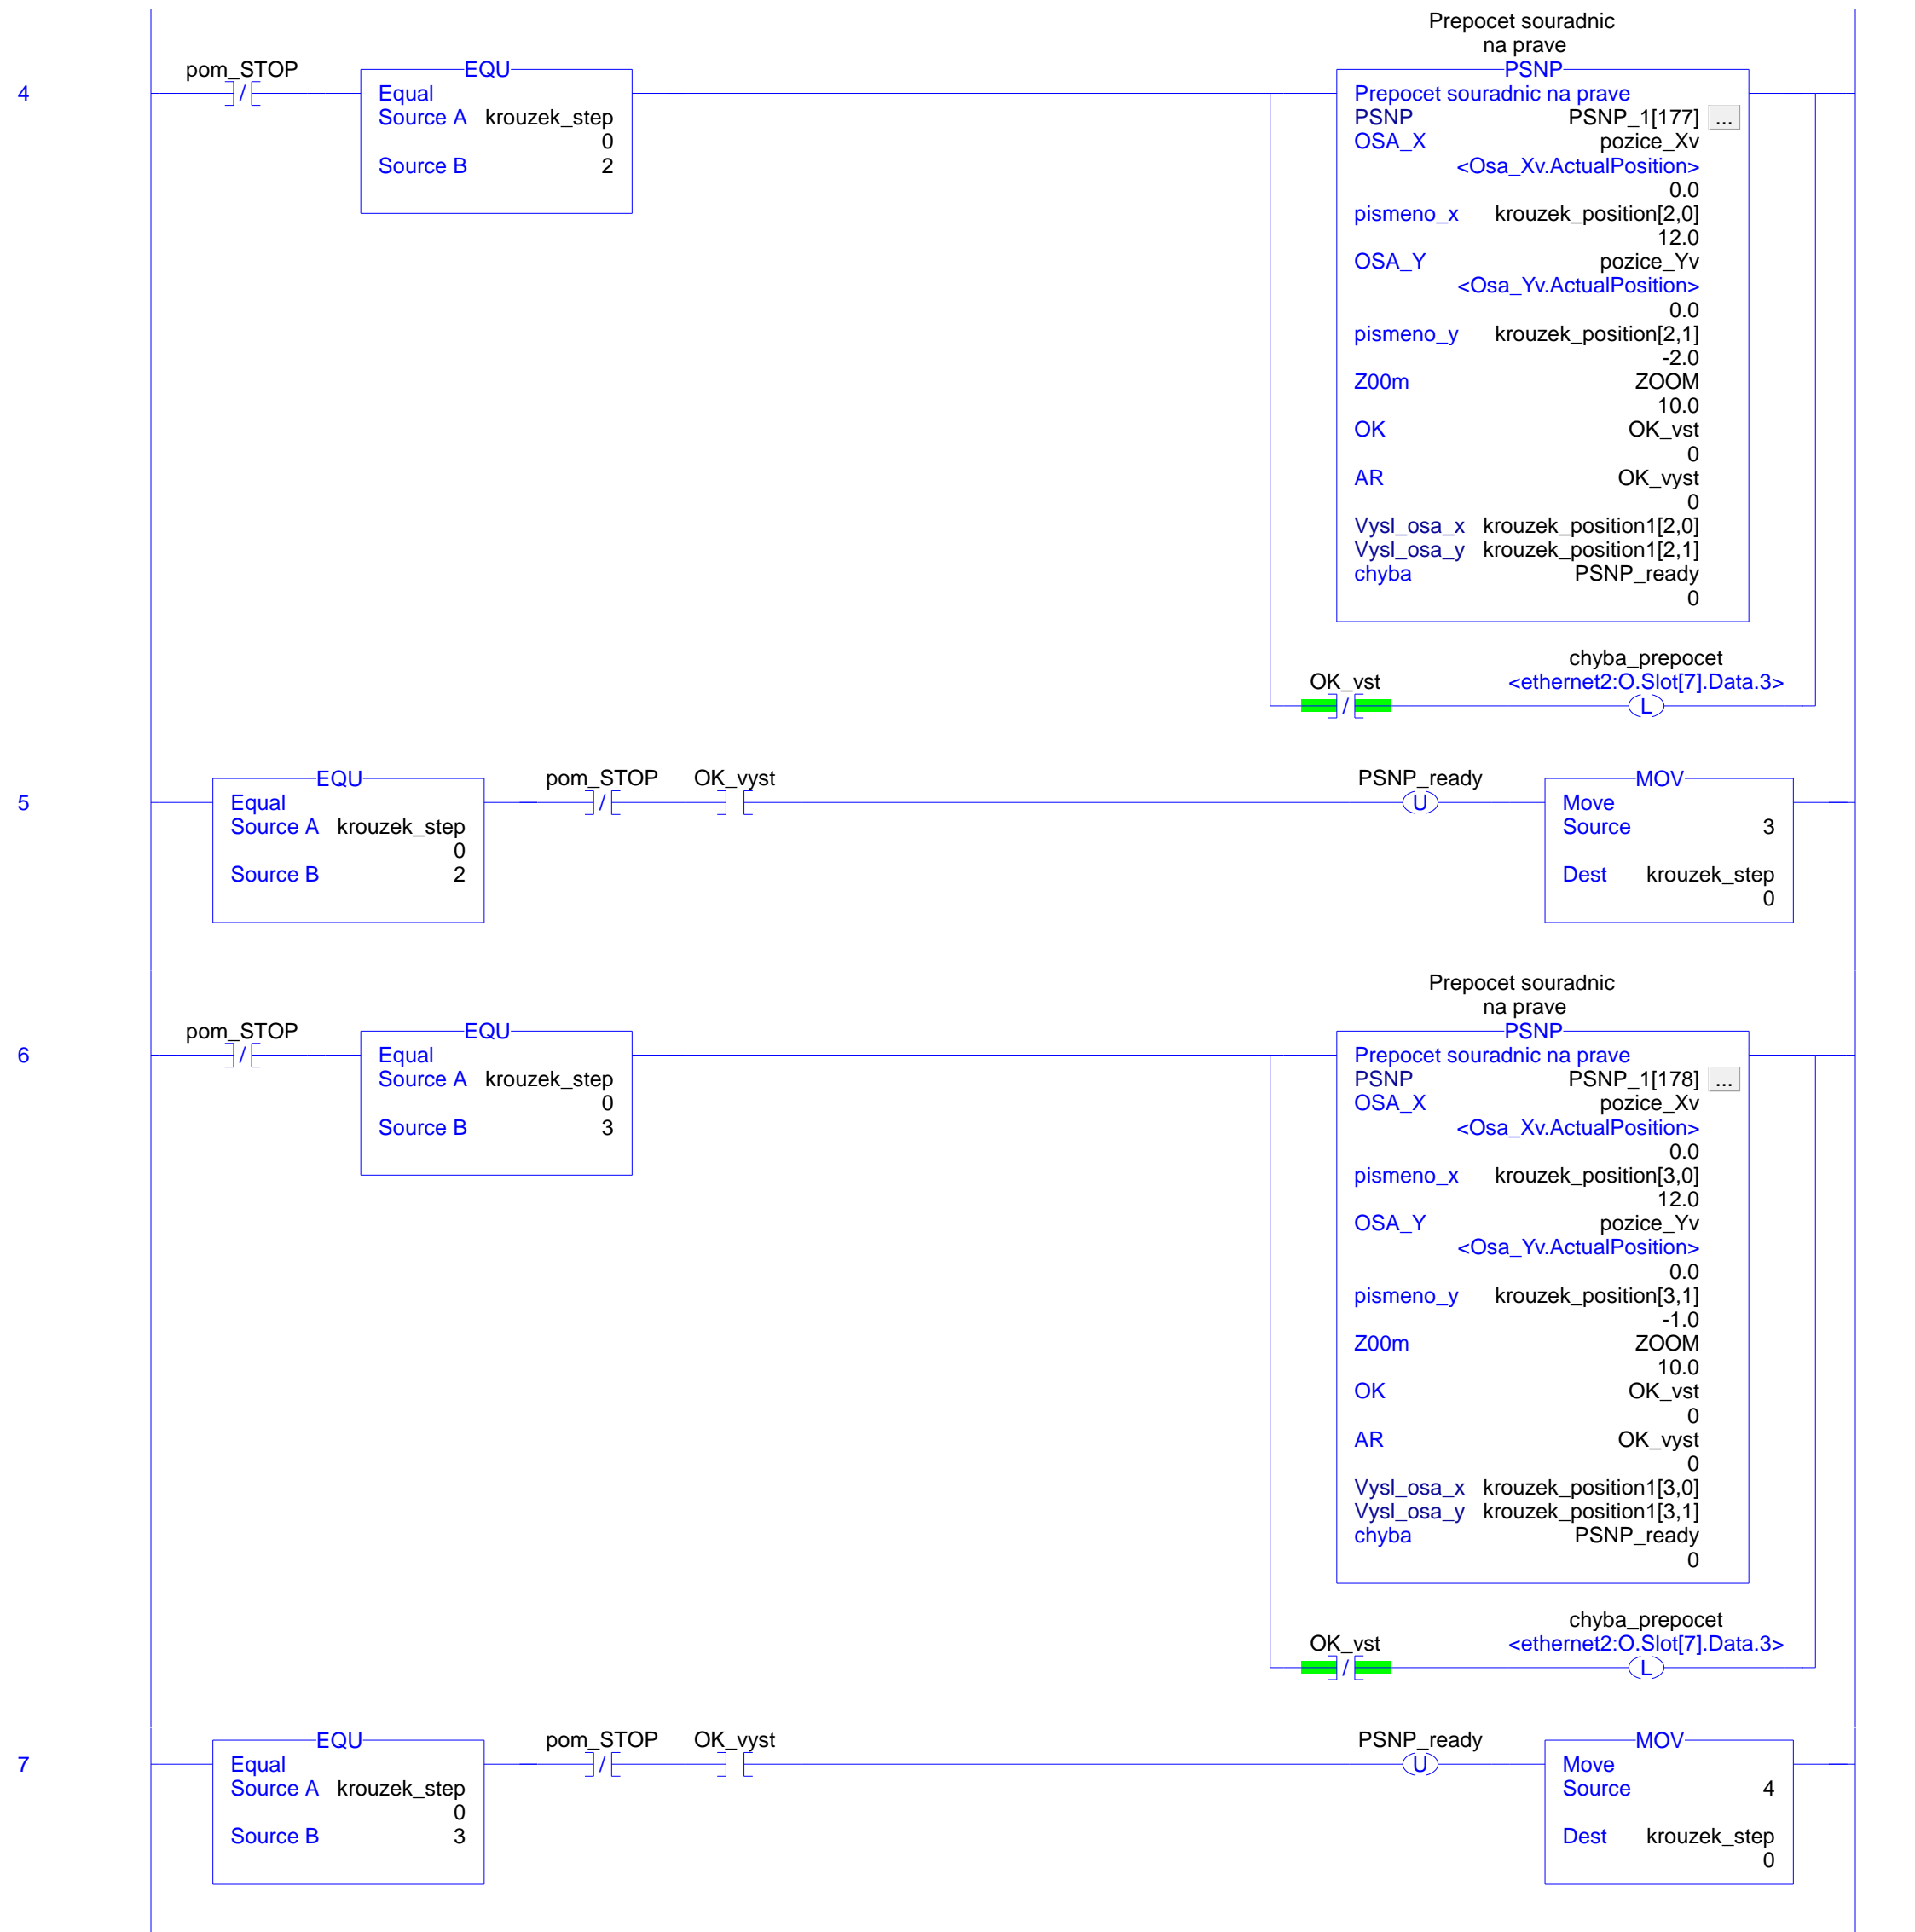 Prepocet souradnic
na prave
4
pom_STOP
EQU
Equal
Source A krouzek_step
0
Source B 2
PSNP
Prepocet souradnic na prave
PSNP PSNP_1[177] ...
OSA_X pozice_Xv
<Osa_Xv.ActualPosition>
0.0
pismeno_x krouzek_position[2,0]
12.0
OSA_Y pozice_Yv
<Osa_Yv.ActualPosition>
0.0
pismeno_y krouzek_position[2,1]
-2.0
Z00m ZOOM
10.0
OK OK_vst
0
AR OK_vyst
0
Vysl_osa_x krouzek_position1[2,0]
Vysl_osa_y krouzek_position1[2,1]
chyba PSNP_ready
0
OK_vst
/
chyba_prepocet
<ethernet2:O.Slot[7].Data.3>
L
5
EQU
Equal
Source A krouzek_step
0
Source B 2
pom_STOP
/
OK_vyst
PSNP_ready
U
MOV
Move
Source 3
Dest krouzek_step
0
Prepocet souradnic
na prave
6
pom_STOP
/
EQU
Equal
Source A krouzek_step
0
Source B 3
PSNP
Prepocet souradnic na prave
PSNP PSNP_1[178] ...
OSA_X pozice_Xv
<Osa_Xv.ActualPosition>
0.0
pismeno_x krouzek_position[3,0]
12.0
OSA_Y pozice_Yv
<Osa_Yv.ActualPosition>
0.0
pismeno_y krouzek_position[3,1]
-1.0
Z00m ZOOM
10.0
OK OK_vst
0
AR OK_vyst
0
Vysl_osa_x krouzek_position1[3,0]
Vysl_osa_y krouzek_position1[3,1]
chyba PSNP_ready
0
OK_vst
/
chyba_prepocet
<ethernet2:O.Slot[7].Data.3>
L
7
EQU
Equal
Source A krouzek_step
0
Source B 3
pom_STOP
/
OK_vyst
PSNP_ready
U
MOV
Move
Source 4
Dest krouzek_step
0